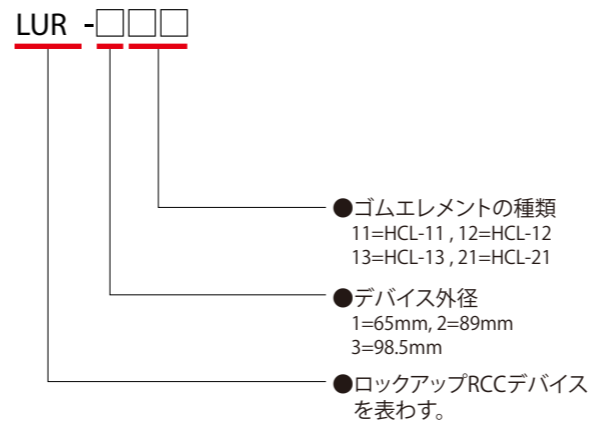 LUR -□□□
●ゴムエレメントの種類
11=HCL-11 , 12=HCL-12
13=HCL-13 , 21=HCL-21
●デバイス外径
1=65mm, 2=89mm
3=98.5mm
●ロックアップRCCデバイス
を表わす。